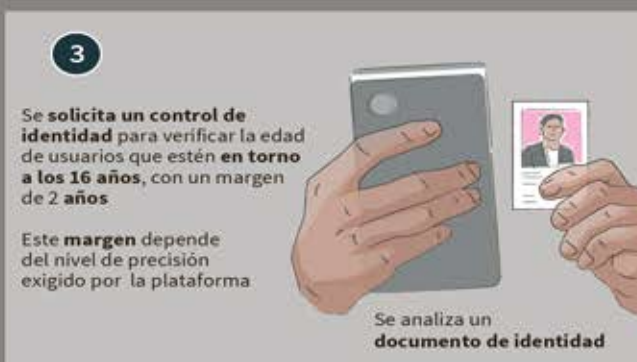 3
Se solicita un control de
identidad para verificar la edad
de usuarios que estén en torno
a los 16 años, con un margen
de 2 años
Este margen depende
del nivel de precisión
exigido por la plataforma
Se analiza un
documento de identidad